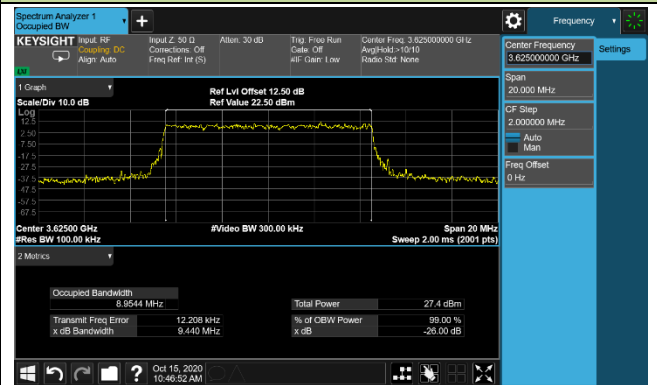 Spectrum Analyzer 1
Occupied BW
Frequency
KEYSIGHT
Input: RF
Coupling: DC
Align: Auto
Input Z: 50 Ω
Corrections: Off
Freq Ref: Int (S)
Atten: 30 dB
Trig: Free Run
Gate: Off
#IF Gain: Low
Center Freq: 3.625000000 GHz
Avg|Hold:>10/10
Radio Std: None
Center Frequency
3.625000000 GHz
Settings
Span
20.000 MHz
CF Step
2.000000 MHz
Auto
Man
Freq Offset
0 Hz
1 Graph
Scale/Div 10.0 dB
Ref Lvl Offset 12.50 dB
Ref Value 22.50 dBm
Log
12.5
2.50
-7.50
-17.5
-27.5
-37.5
-47.5
-57.5
-67.5
Center 3.62500 GHz
#Video BW 300.00 kHz
Span 20 MHz
#Res BW 100.00 kHz
Sweep 2.00 ms (2001 pts)
2 Metrics
Occupied Bandwidth
8.9544 MHz
Total Power
27.4 dBm
Transmit Freq Error
12.208 kHz
% of OBW Power
99.00 %
x dB Bandwidth
9.440 MHz
x dB
-26.00 dB
?
Oct 15, 2020
10:46:52 AM